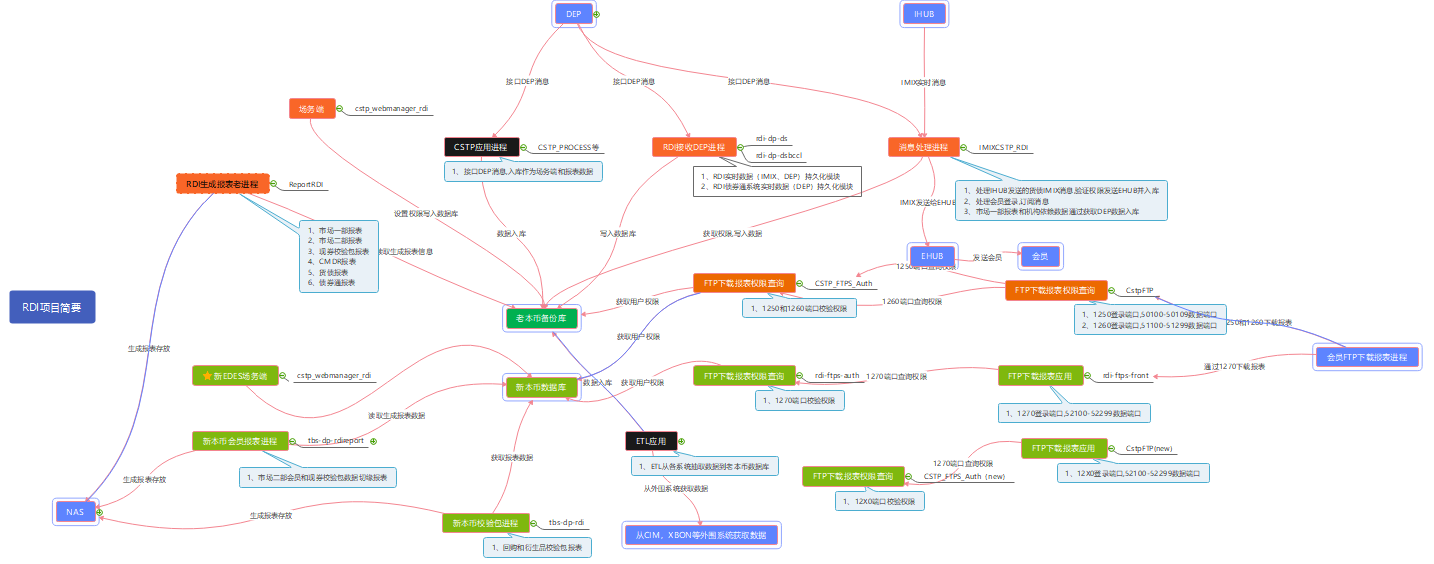 DEP
IHUB
接口DEP消息
接口DEP消息
接口DEP消息
IMIX实时消息
场务端
cstp_webmanager_rdi
CSTP应用进程
CSTP_PROCESS等
1、接口DEP消息,入库作为场务端和报表数据
RDI接收DEP进程
rdi-dp-ds
rdi-dp-dsbccl
1、RDI实时数据（IMIX、DEP）持久化模块
2、RDI债券通系统实时数据（DEP）持久化模块
消息处理进程
IMIXCSTP_RDI
1、处理IHUB发送的货债IMIX消息,验证权限发送EHUB并入库
2、处理会员登录,订阅消息
3、市场一部报表和机构依赖数据通过获取DEP数据入库
RDI生成报表老进程
ReportRDI
1、市场一部报表
2、市场二部报表
3、现券校验包报表
4、CMDR报表
5、货债报表
6、债券通报表
设置权限写入数据库
读取生成报表信息
数据入库
写入数据库
获取权限,写入数据
IMIX发送给EHUB
EHUB
发送会员
会员
1250端口查询权限
FTP下载报表权限查询
CSTP_FTPS_Auth
1、1250和1260端口校验权限
1260端口查询权限
FTP下载报表权限查询
CstpFTP
1、1250登录端口,50100-50109数据端口
2、1260登录端口,51100-51299数据端口
RDI项目简要
老本币备份库
获取用户权限
获取用户权限
1250和1260下载报表
会员FTP下载报表进程
通过1270下载报表
生成报表存放
新EDES场务端
cstp_webmanager_rdi
新本币数据库
数据入库
获取用户权限
FTP下载报表权限查询
rdi-ftps-auth
1、1270端口校验权限
1270端口查询权限
FTP下载报表应用
rdi-ftps-front
1、1270登录端口,52100-52299数据端口
读取生成报表数据
新本币会员报表进程
tbs-dp-rdireport
1、市场二部会员和现券校验包数据切缘报表
生成报表存放
获取报表数据
ETL应用
1、ETL从各系统抽取数据到老本币数据库
从外围系统获取数据
从CIM、XBON等外围系统获取数据
FTP下载报表应用
CstpFTP(new)
1、12X0登录端口,52100-52299数据端口
1270端口查询权限
FTP下载报表权限查询
CSTP_FTPS_Auth（new）
1、12X0端口校验权限
NAS
生成报表存放
新本币校验包进程
tbs-dp-rdi
1、回购和衍生品校验包报表